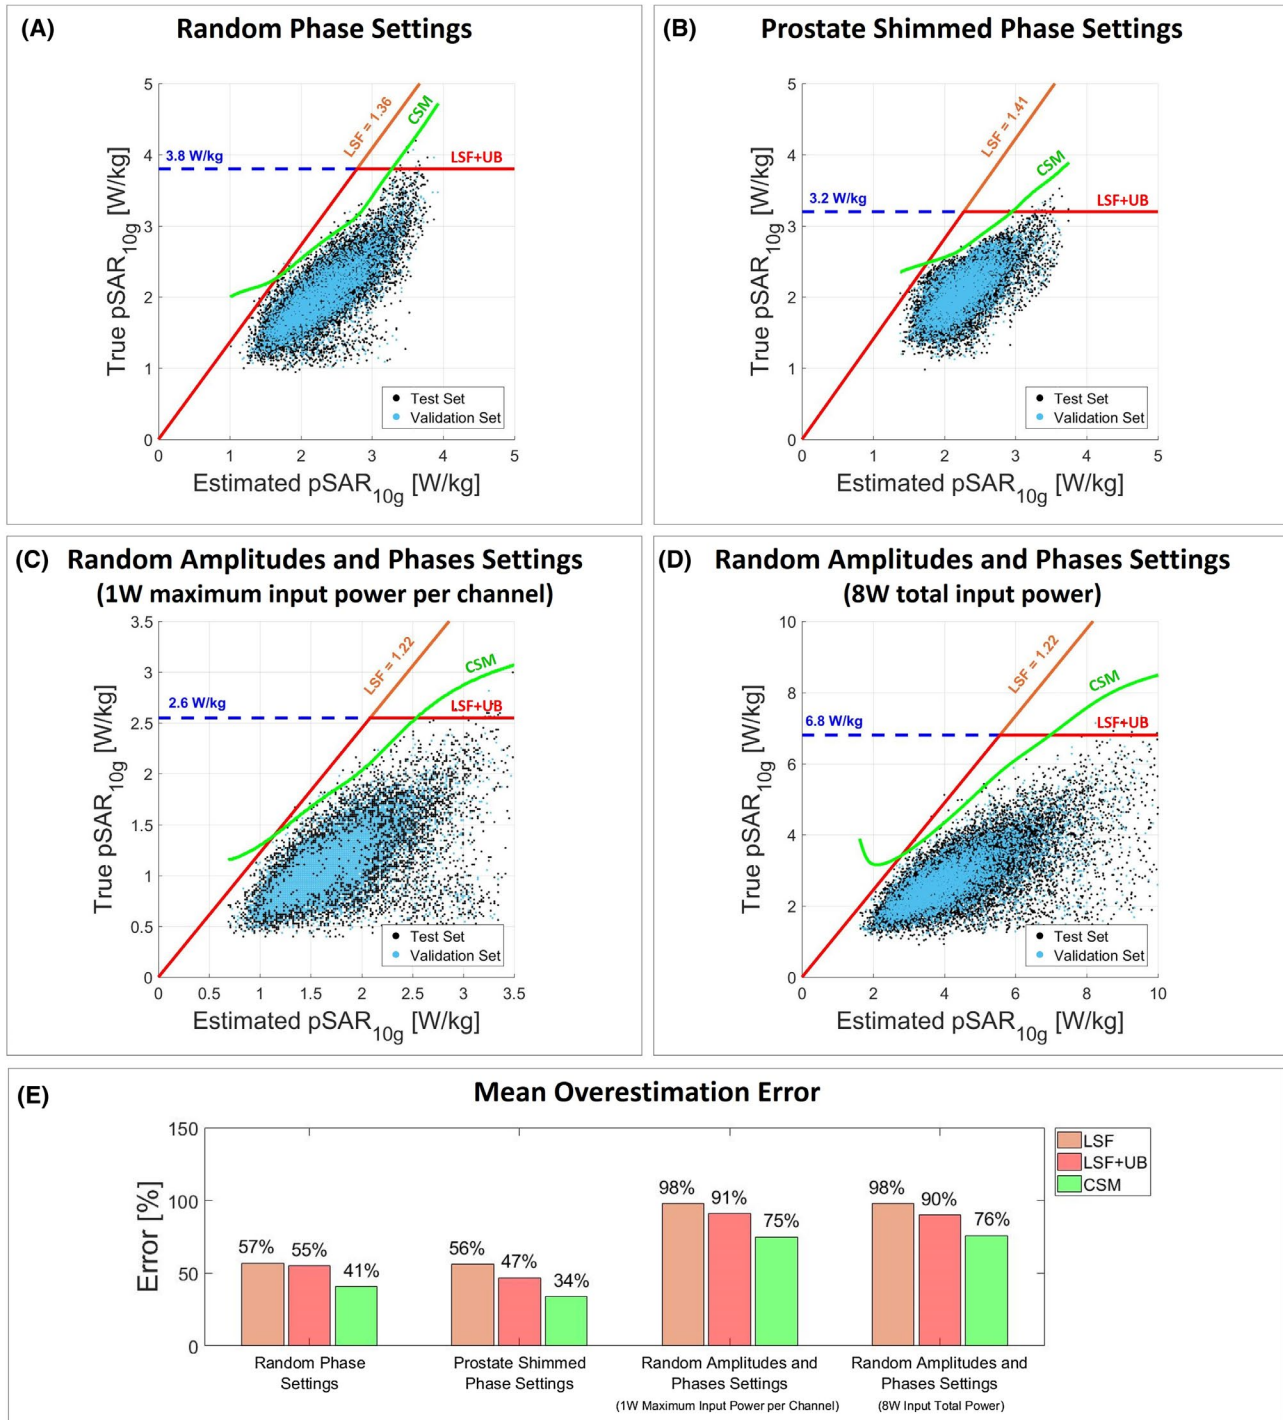 (A) Random Phase Settings
5
4
3
2
1
0
0 1 2 3 4 5
True pSAR10g [W/kg]
Estimated pSAR10g [W/kg]
3.8 W/kg
LSF = 1.36
CSM
LSF+UB
Test Set
Validation Set
(B) Prostate Shimmed Phase Settings
5
4
3
2
1
0
0 1 2 3 4 5
True pSAR10g [W/kg]
Estimated pSAR10g [W/kg]
3.2 W/kg
LSF = 1.41
CSM
LSF+UB
Test Set
Validation Set
(C) Random Amplitudes and Phases Settings
(1W maximum input power per channel)
3.5
3
2.5
2
1.5
1
0.5
0
0 0.5 1 1.5 2 2.5 3 3.5
True pSAR10g [W/kg]
Estimated pSAR10g [W/kg]
2.6 W/kg
LSF = 1.22
CSM
LSF+UB
Test Set
Validation Set
(D) Random Amplitudes and Phases Settings
(8W total input power)
10
8
6
4
2
0
0 2 4 6 8 10
True pSAR10g [W/kg]
Estimated pSAR10g [W/kg]
6.8 W/kg
LSF = 1.22
CSM
LSF+UB
Test Set
Validation Set
(E) Mean Overestimation Error
150
100
50
0
Error [%]
57% 55% 41%
56% 47% 34%
98% 91% 75%
98% 90% 76%
LSF
LSF+UB
CSM
Random Phase
Settings
Prostate Shimmed
Phase Settings
Random Amplitudes and
Phases Settings
(1W Maximum Input Power per Channel)
Random Amplitudes and
Phases Settings
(8W Input Total Power)